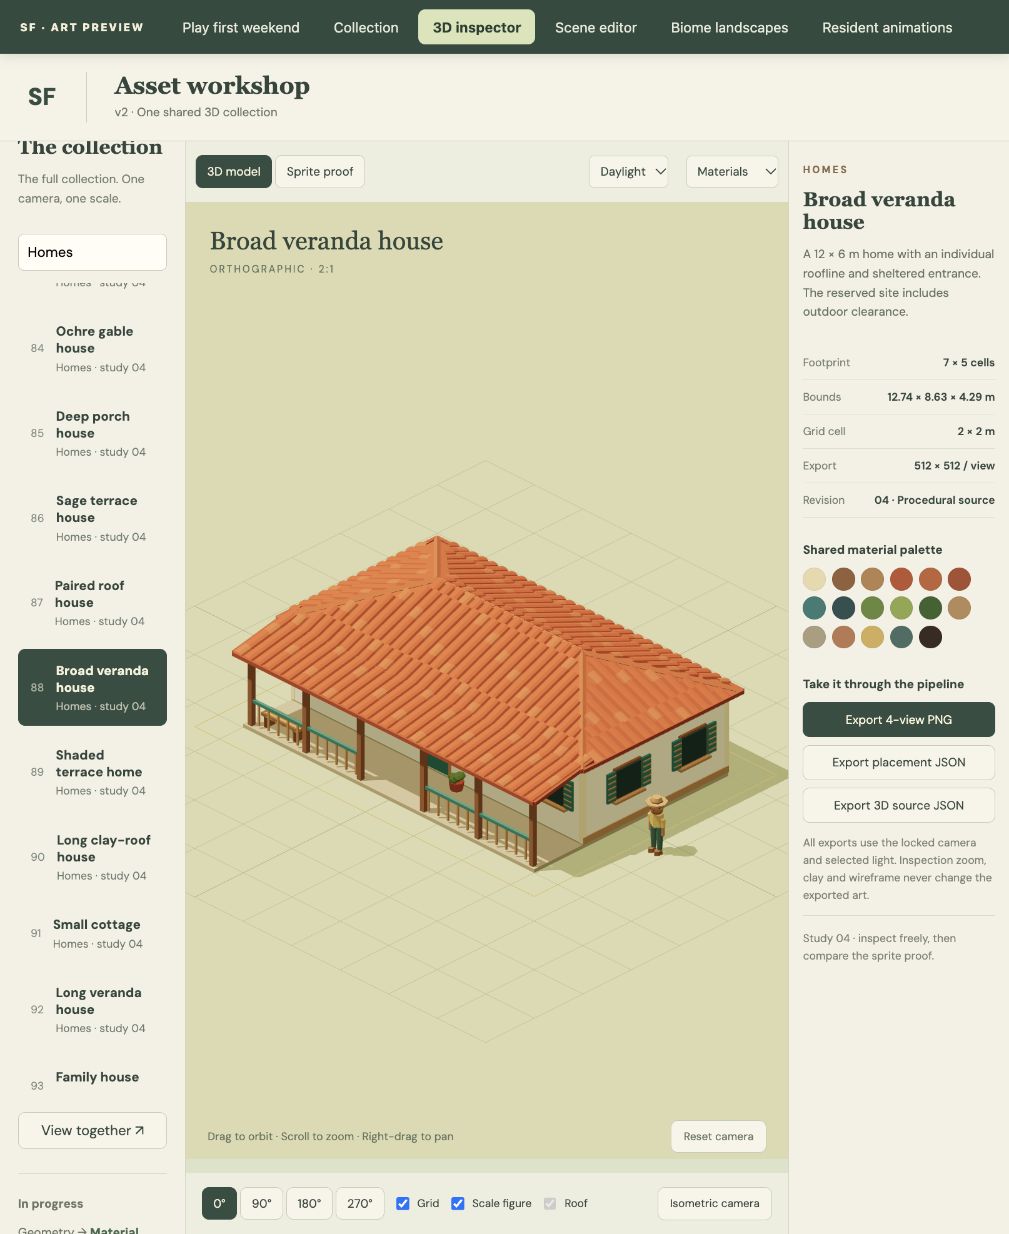 SF · ART PREVIEW
Play first weekend
Collection
3D inspector
Scene editor
Biome landscapes
Resident animations
SF
Asset workshop
v2 · One shared 3D collection
The collection
The full collection. One
camera, one scale.
Homes
Homes · study 04
84
Ochre gable
house
Homes · study 04
85
Deep porch
house
Homes · study 04
86
Sage terrace
house
Homes · study 04
87
Paired roof
house
Homes · study 04
88
Broad veranda
house
Homes · study 04
89
Shaded
terrace home
Homes · study 04
90
Long clay-roof
house
Homes · study 04
91
Small cottage
Homes · study 04
92
Long veranda
house
Homes · study 04
93
Family house
View together ↗
In progress
Geometry → Material
3D model
Sprite proof
Daylight
Materials
Broad veranda house
ORTHOGRAPHIC · 2:1
Drag to orbit · Scroll to zoom · Right-drag to pan
Reset camera
0°
90°
180°
270°
Grid
Scale figure
Roof
Isometric camera
HOMES
Broad veranda
house
A 12 × 6 m home with an individual
roofline and sheltered entrance.
The reserved site includes
outdoor clearance.
Footprint 7 × 5 cells
Bounds 12.74 × 8.63 × 4.29 m
Grid cell 2 × 2 m
Export 512 × 512 / view
Revision 04 · Procedural source
Shared material palette
Take it through the pipeline
Export 4-view PNG
Export placement JSON
Export 3D source JSON
All exports use the locked camera
and selected light. Inspection zoom,
clay and wireframe never change the
exported art.
Study 04 · inspect freely, then
compare the sprite proof.